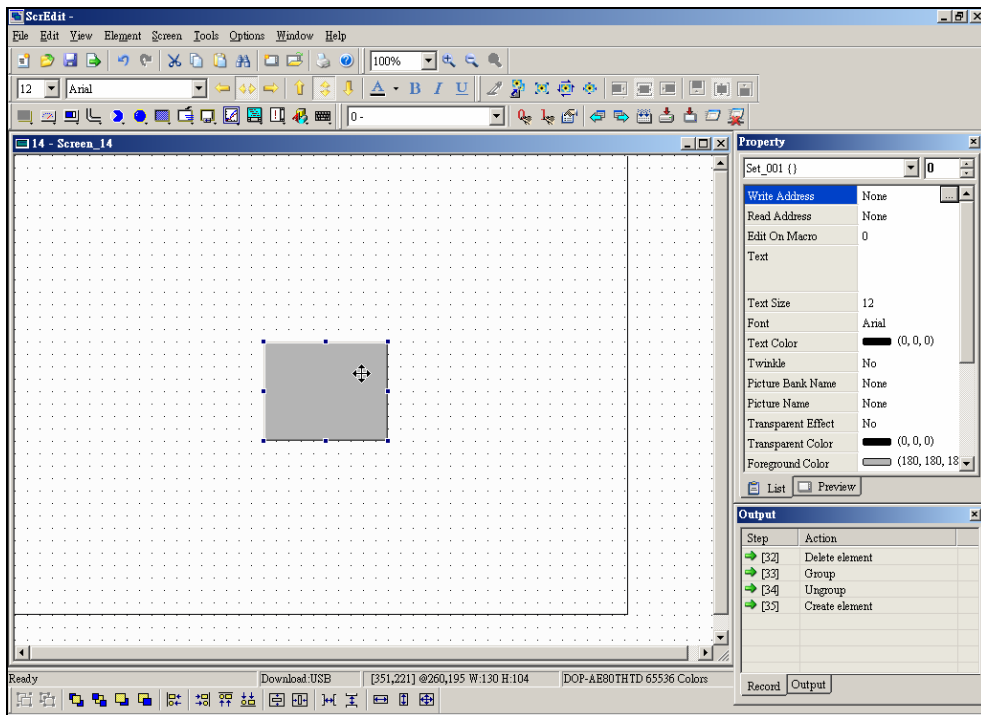 ScrEdit -
File Edit View Element Screen Tools Options Window Help
100%
12 Arial A B I U
0 -
14 - Screen_14
Property
Set_001 {} 0
Write Address None ...
Read Address None
Edit On Macro 0
Text
Text Size 12
Font Arial
Text Color (0, 0, 0)
Twinkle No
Picture Bank Name None
Picture Name None
Transparent Effect No
Transparent Color (0, 0, 0)
Foreground Color (180, 180, 18
List Preview
Output
Step Action
[32] Delete element
[33] Group
[34] Ungroup
[35] Create element
Record Output
Ready Download:USB [351,221] @260,195 W:130 H:104 DOP-AE80THTD 65536 Colors